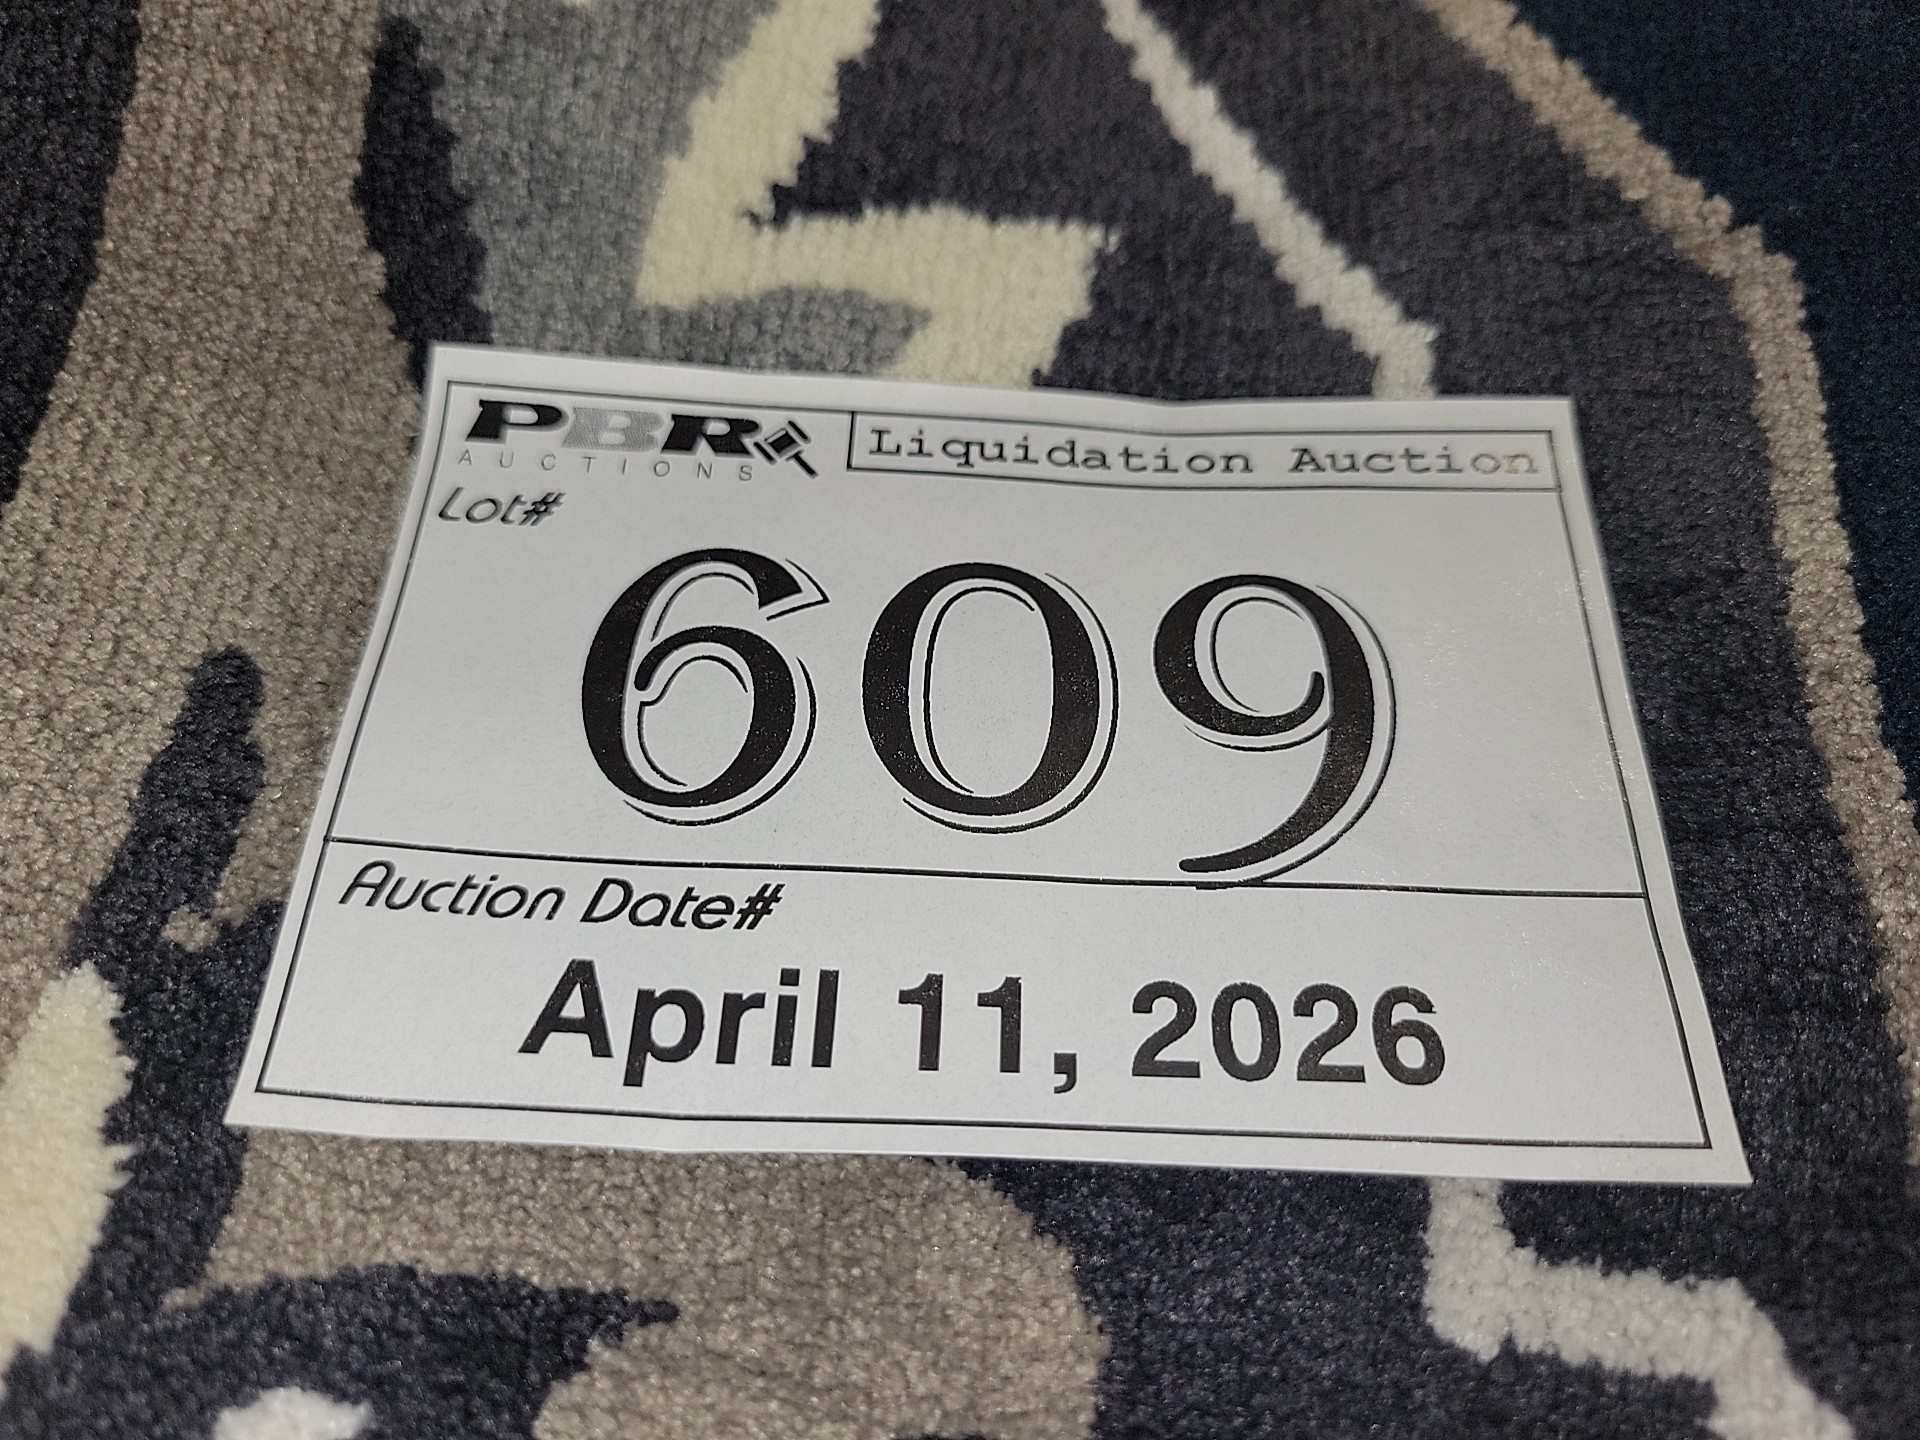 PBR
AUCTIONS
Liquidation Auction
Lot#
609
Auction Date#
April 11, 2026